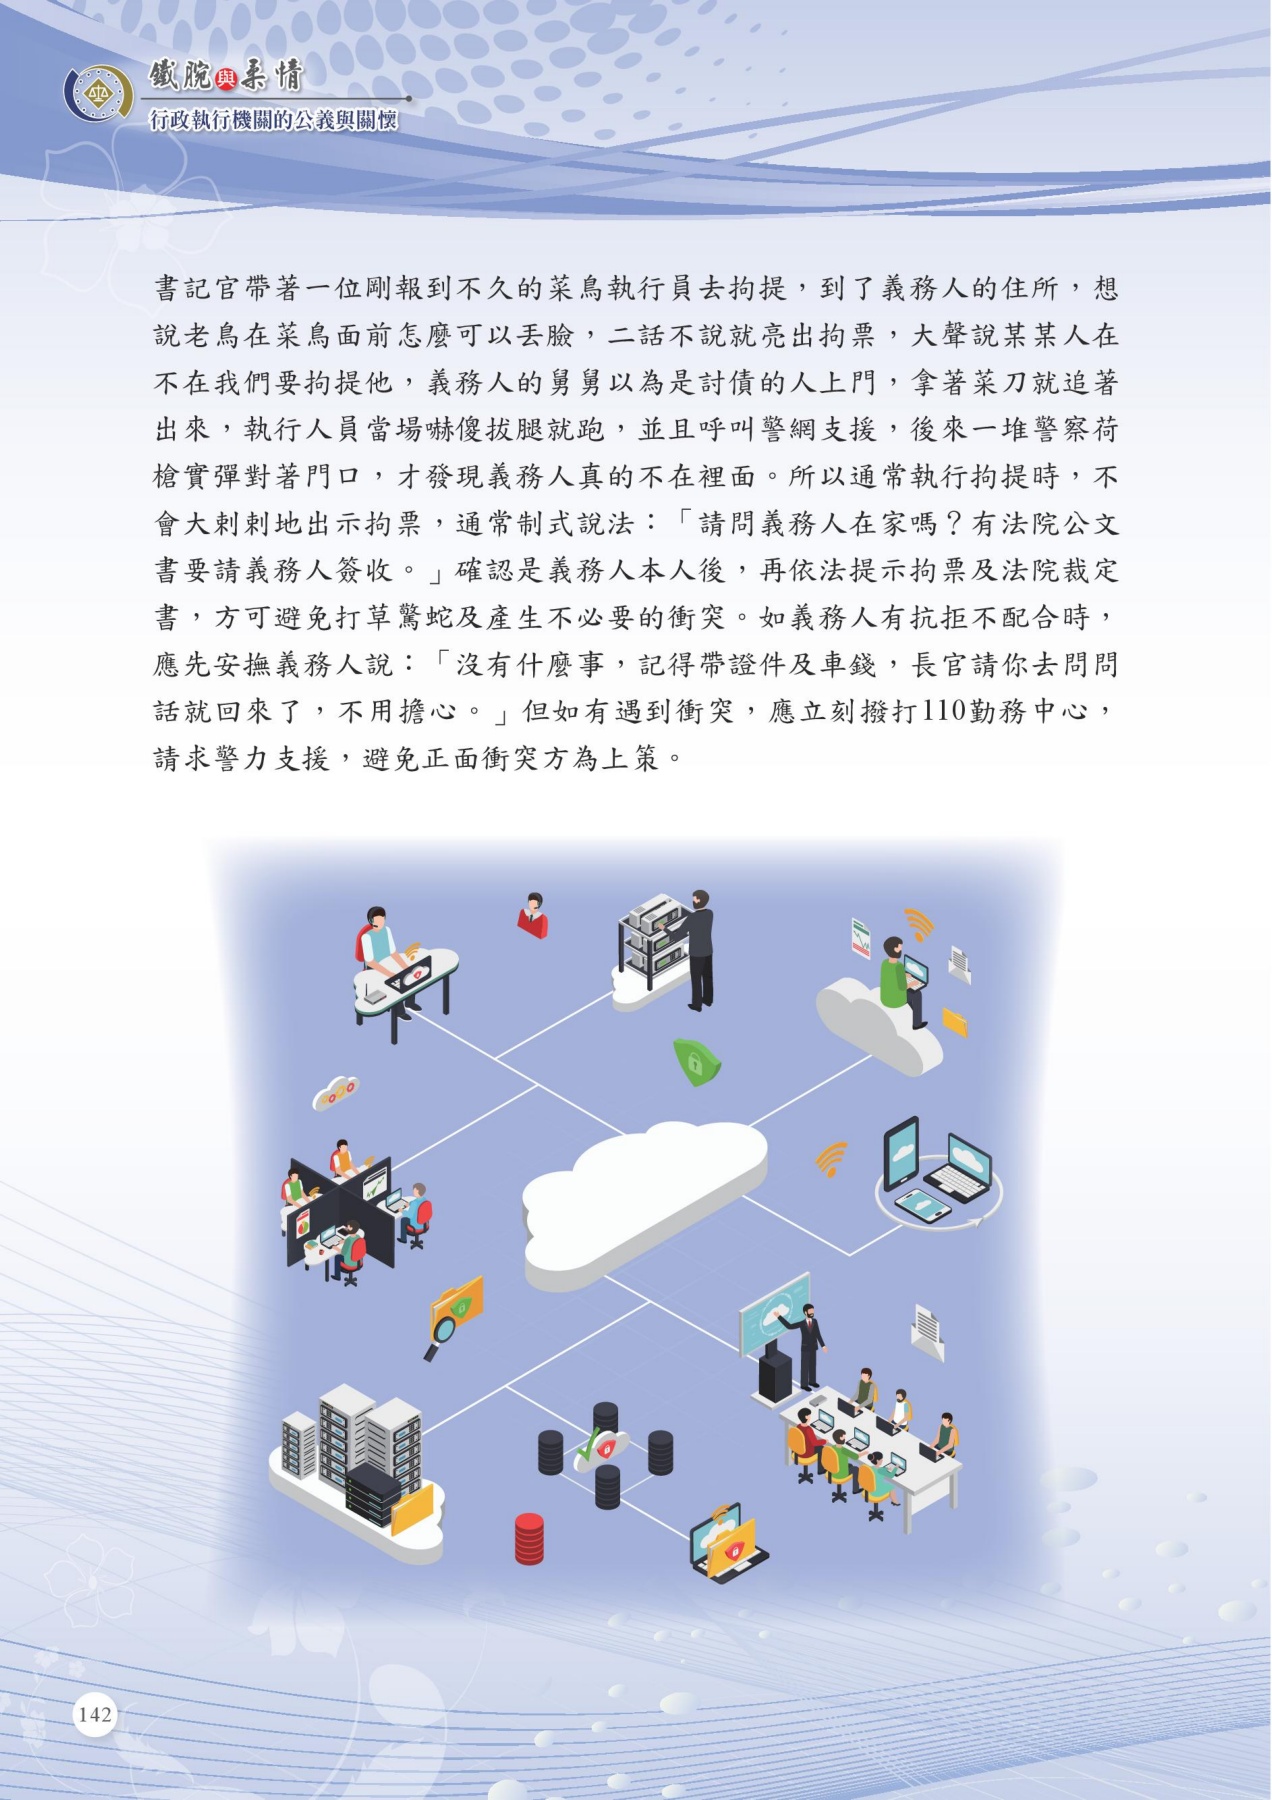 鐵腕與柔情
行政執行機關的公義與關懷
書記官帶著一位剛報到不久的菜鳥執行員去拘提，到了義務人的住所，想
說老鳥在菜鳥面前怎麼可以丟臉，二話不說就亮出拘票，大聲說某某人在
不在我們要拘提他，義務人的舅舅以為是討債的人上門，拿著菜刀就追著
出來，執行人員當場嚇傻拔腿就跑，並且呼叫警網支援，後來一堆警察荷
槍實彈對著門口，才發現義務人真的不在裡面。所以通常執行拘提時，不
會大剌剌地出示拘票，通常制式說法：「請問義務人在家嗎？有法院公文
書要請義務人簽收。」確認是義務人本人後，再依法提示拘票及法院裁定
書，方可避免打草驚蛇及產生不必要的衝突。如義務人有抗拒不配合時，
應先安撫義務人說：「沒有什麼事，記得帶證件及車錢，長官請你去問問
話就回來了，不用擔心。」但如有遇到衝突，應立刻撥打110勤務中心，
請求警力支援，避免正面衝突方為上策。
142